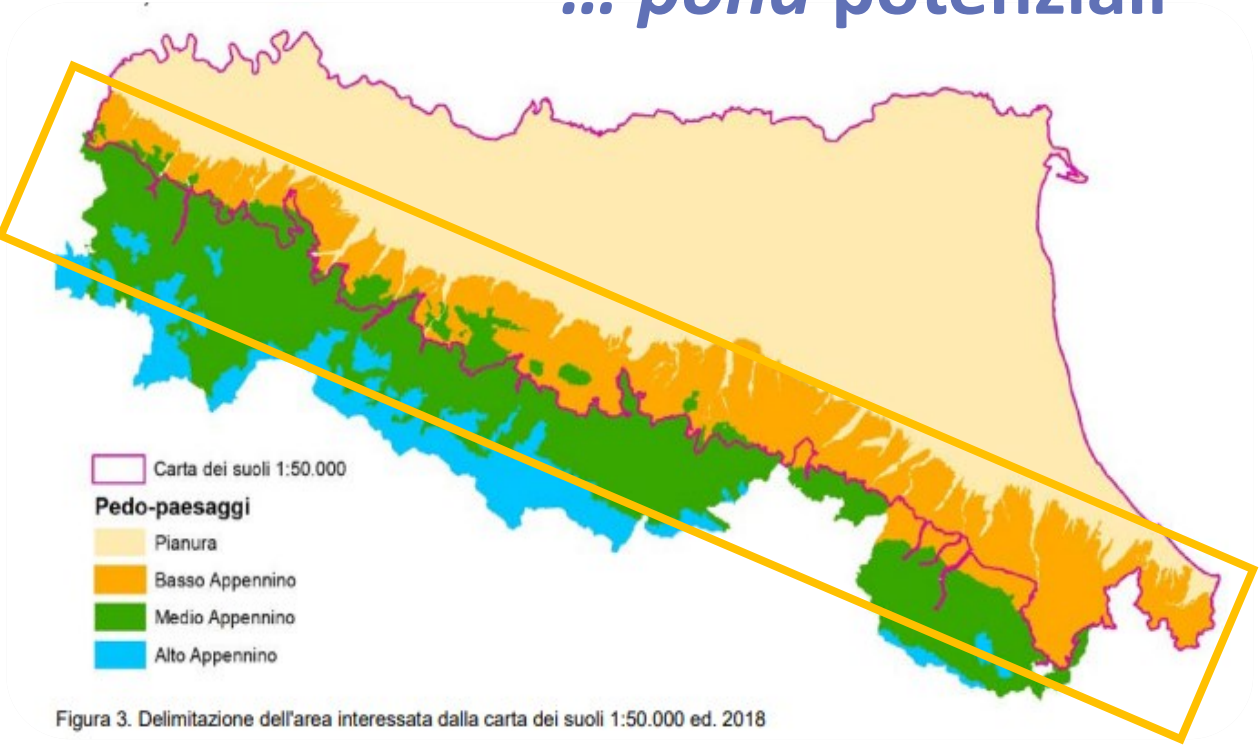 ... pond potenziali
Carta dei suoli 1:50.000
Pedo-paesaggi
Pianura
Basso Appennino
Medio Appennino
Alto Appennino
Figura 3. Delimitazione dell'area interessata dalla carta dei suoli 1:50.000 ed. 2018